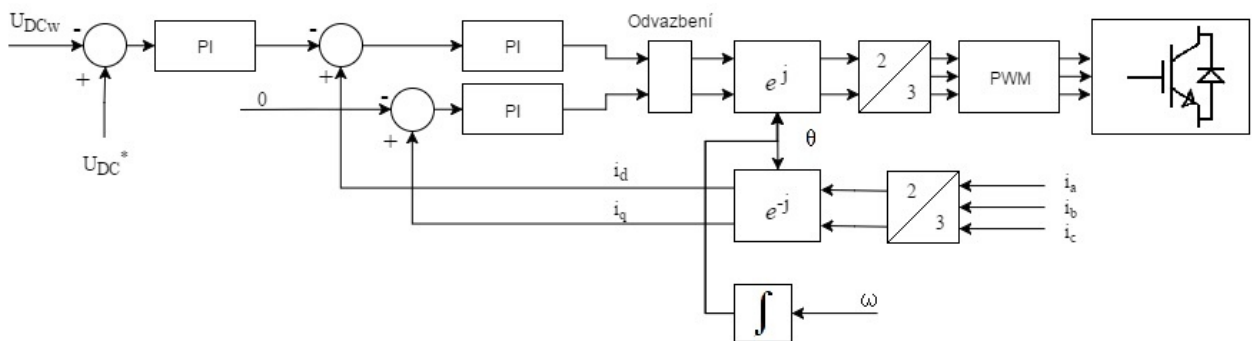 U_DCw
-
+
U_DC*
PI
-
+
0
-
+
PI
PI
Odvazbení
e^j
2
3
PWM
θ
i_d
i_q
e^-j
2
3
i_a
i_b
i_c
∫
ω